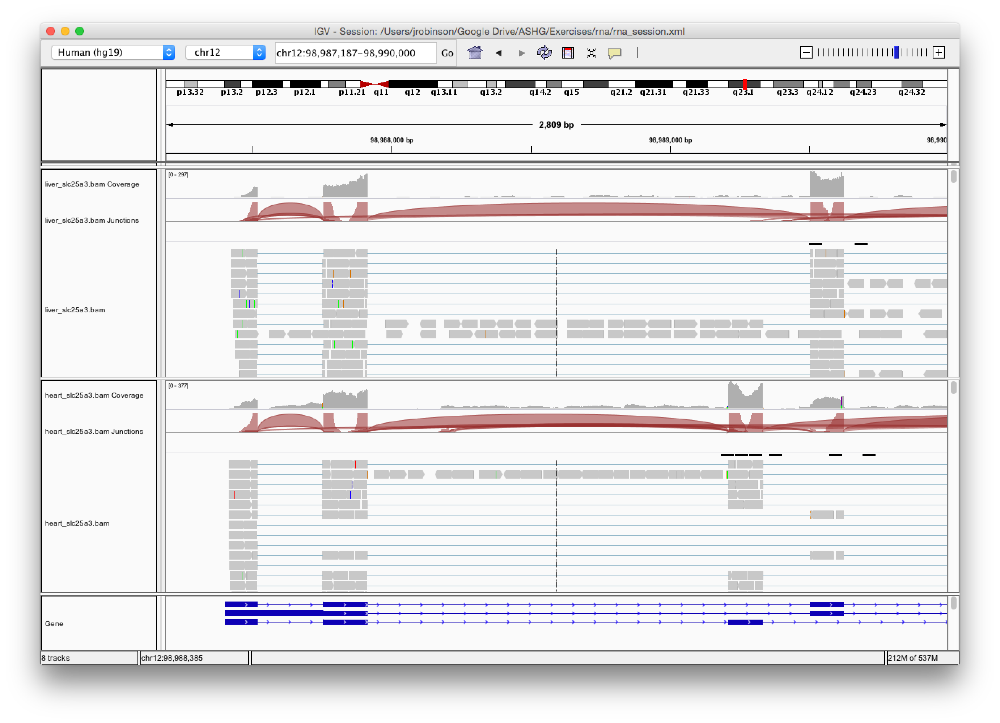 IGV - Session: /Users/jrobinson/Google Drive/ASHG/Exercises/rna/rna_session.xml
Human (hg19) chr12 chr12:98,987,187-98,990,000 Go
p13.32 p13.2 p12.3 p12.1 p11.21 q11 q12 q13.11 q13.2 q14.2 q15 q21.2 q21.31 q21.33 q23.1 q23.3 q24.12 q24.23 q24.32
2,809 bp
98,988,000 bp 98,989,000 bp 98,990
[0 - 297]
liver_slc25a3.bam Coverage
liver_slc25a3.bam Junctions
liver_slc25a3.bam
[0 - 377]
heart_slc25a3.bam Coverage
heart_slc25a3.bam Junctions
heart_slc25a3.bam
Gene
8 tracks chr12:98,988,385 212M of 537M